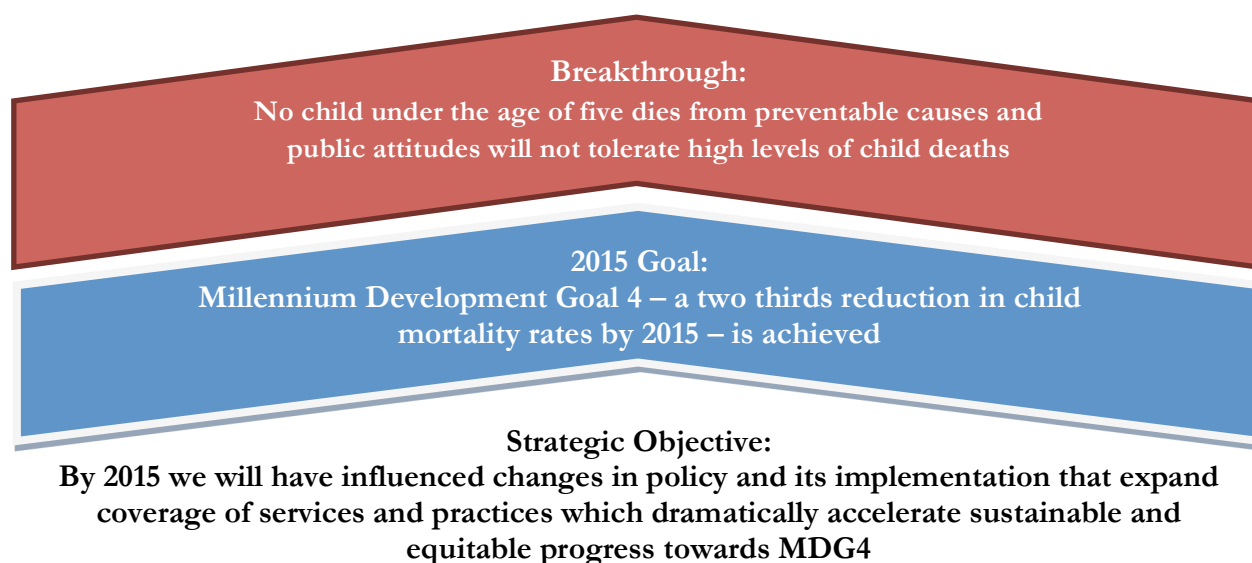 Breakthrough:
No child under the age of five dies from preventable causes and
public attitudes will not tolerate high levels of child deaths
2015 Goal:
Millennium Development Goal 4 – a two thirds reduction in child
mortality rates by 2015 – is achieved
Strategic Objective:
By 2015 we will have influenced changes in policy and its implementation that expand
coverage of services and practices which dramatically accelerate sustainable and
equitable progress towards MDG4